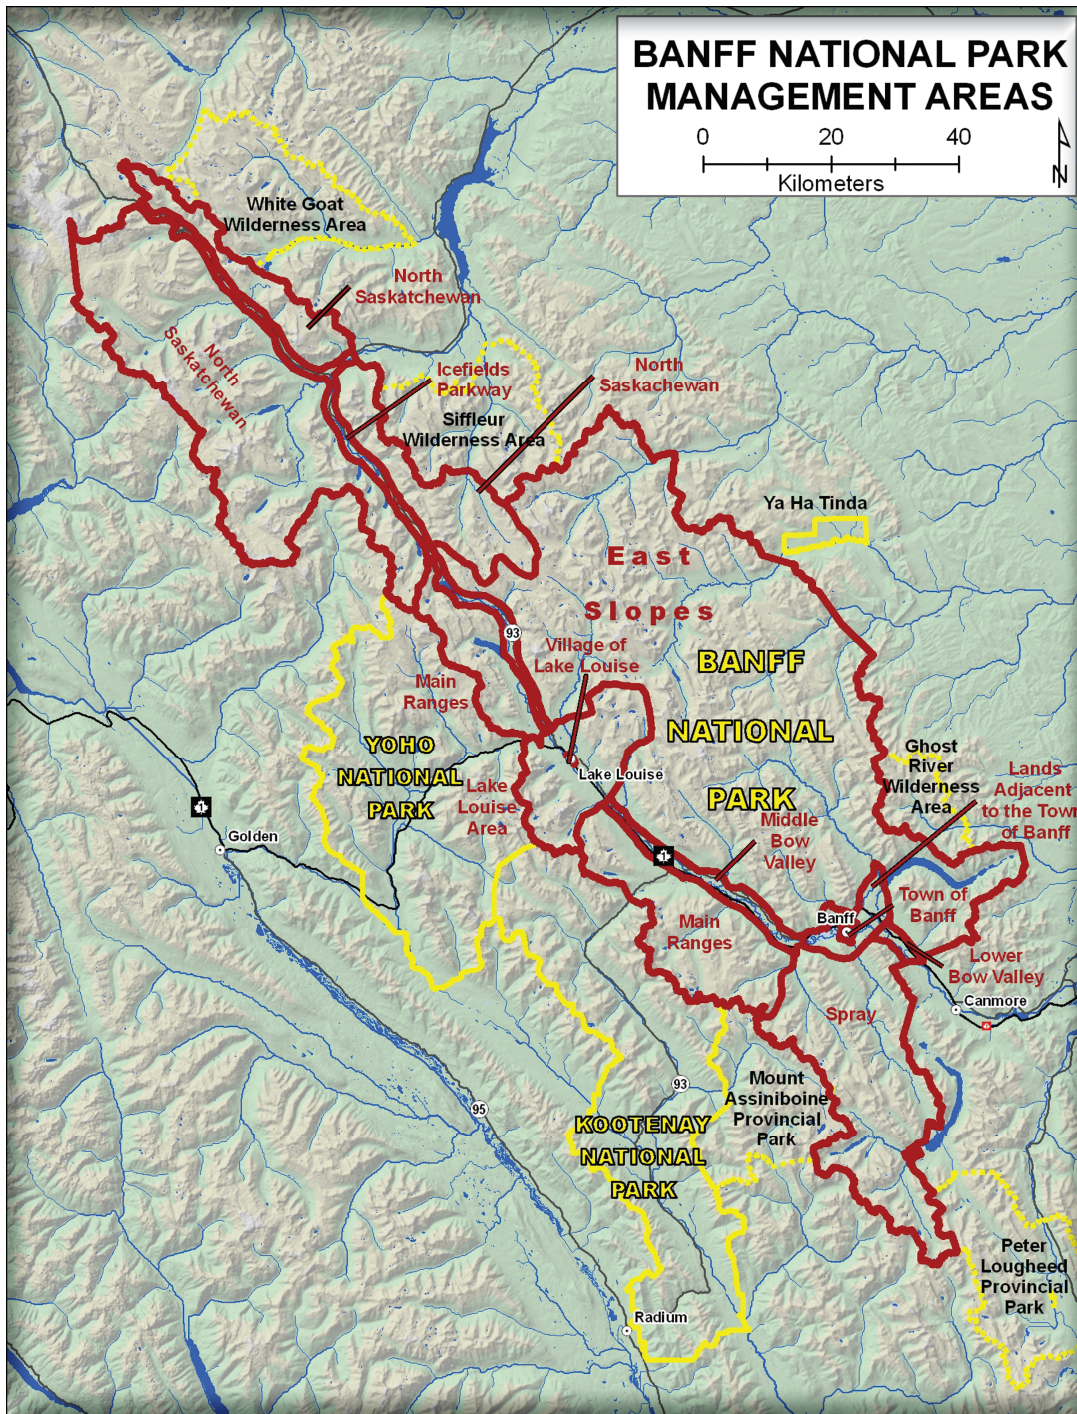 BANFF NATIONAL PARK
MANAGEMENT AREAS
0 20 40
Kilometers
N
White Goat
Wilderness Area
North
Saskatchewan
North
Saskatchewan
Icefields
Parkway
North
Saskachewan
Siffleur
Wilderness Area
Ya Ha Tinda
East
Slopes
93
Village of
Lake Louise
BANFF
NATIONAL
PARK
Main
Ranges
YOHO
NATIONAL
PARK
Lake Louise
Lake
Louise
Area
Ghost
River
Wilderness
Area
Lands
Adjacent
to the Town
of Banff
Middle
Bow
Valley
1
Golden
1
Town of
Banff
Banff
Main
Ranges
Lower
Bow Valley
Canmore
Spray
Mount
Assiniboine
Provincial
Park
93
95
KOOTENAY
NATIONAL
PARK
Peter
Lougheed
Provincial
Park
Radium